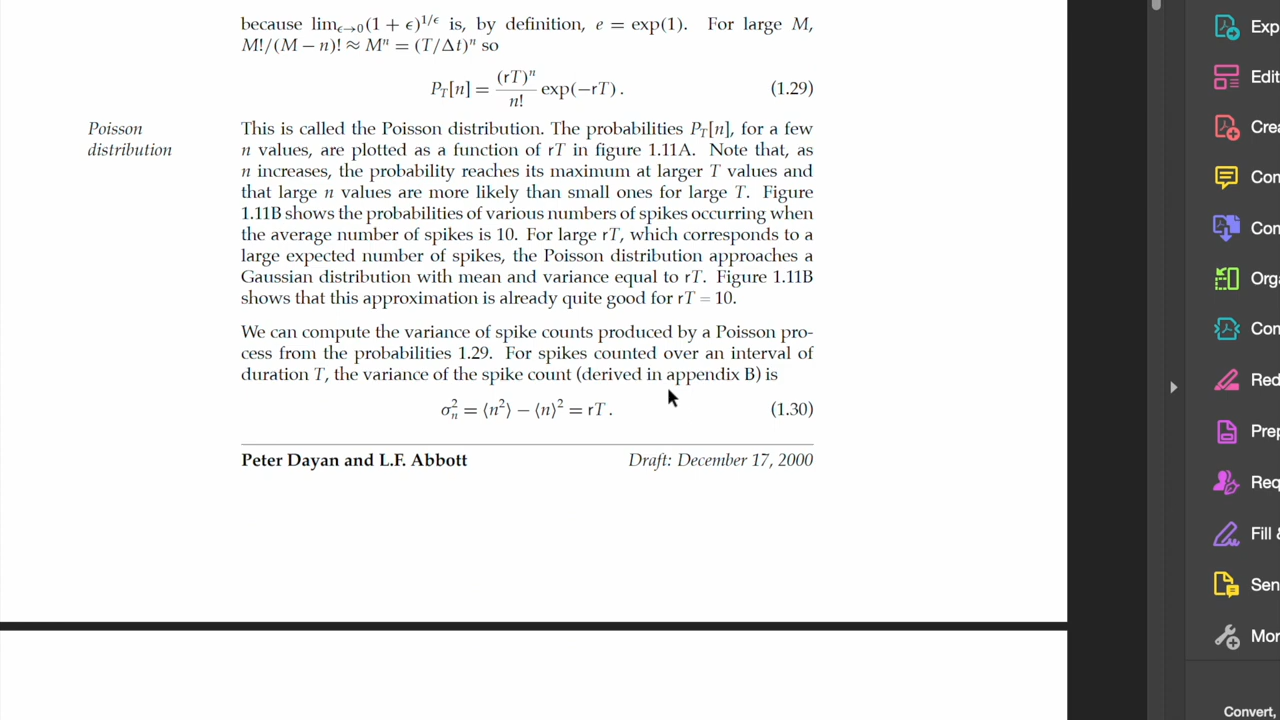 because lim_{ϵ→0}(1 + ϵ)^{1/ϵ} is, by definition, e = exp(1). For large M,
M!/(M − n)! ≈ M^n = (T/Δt)^n so
P_T[n] = (rT)^n / n! exp(−rT) . (1.29)
Poisson
distribution
This is called the Poisson distribution. The probabilities P_T[n], for a few
n values, are plotted as a function of rT in figure 1.11A. Note that, as
n increases, the probability reaches its maximum at larger T values and
that large n values are more likely than small ones for large T. Figure
1.11B shows the probabilities of various numbers of spikes occurring when
the average number of spikes is 10. For large rT, which corresponds to a
large expected number of spikes, the Poisson distribution approaches a
Gaussian distribution with mean and variance equal to rT. Figure 1.11B
shows that this approximation is already quite good for rT = 10.
We can compute the variance of spike counts produced by a Poisson pro-
cess from the probabilities 1.29. For spikes counted over an interval of
duration T, the variance of the spike count (derived in appendix B) is
σ_n^2 = ⟨n^2⟩ − ⟨n⟩^2 = rT . (1.30)
Peter Dayan and L.F. Abbott Draft: December 17, 2000
Exp
Edit
Crea
Com
Com
Orga
Com
Red
Prep
Req
Fill &
Sen
Mor
Convert,